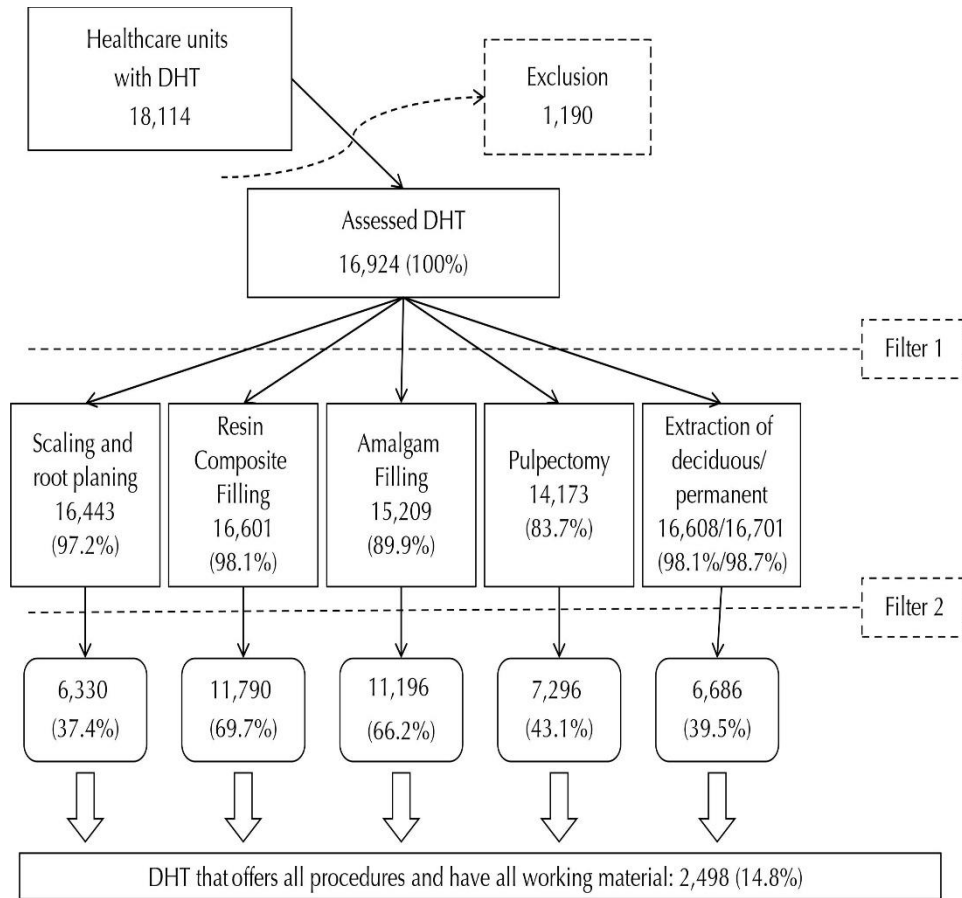 Healthcare units
with DHT
18,114
Exclusion
1,190
Assessed DHT
16,924 (100%)
Filter 1
Scaling and
root planing
16,443
(97.2%)
Resin
Composite
Filling
16,601
(98.1%)
Amalgam
Filling
15,209
(89.9%)
Pulpectomy
14,173
(83.7%)
Extraction of
deciduous/
permanent
16,608/16,701
(98.1%/98.7%)
Filter 2
6,330
(37.4%)
11,790
(69.7%)
11,196
(66.2%)
7,296
(43.1%)
6,686
(39.5%)
DHT that offers all procedures and have all working material: 2,498 (14.8%)